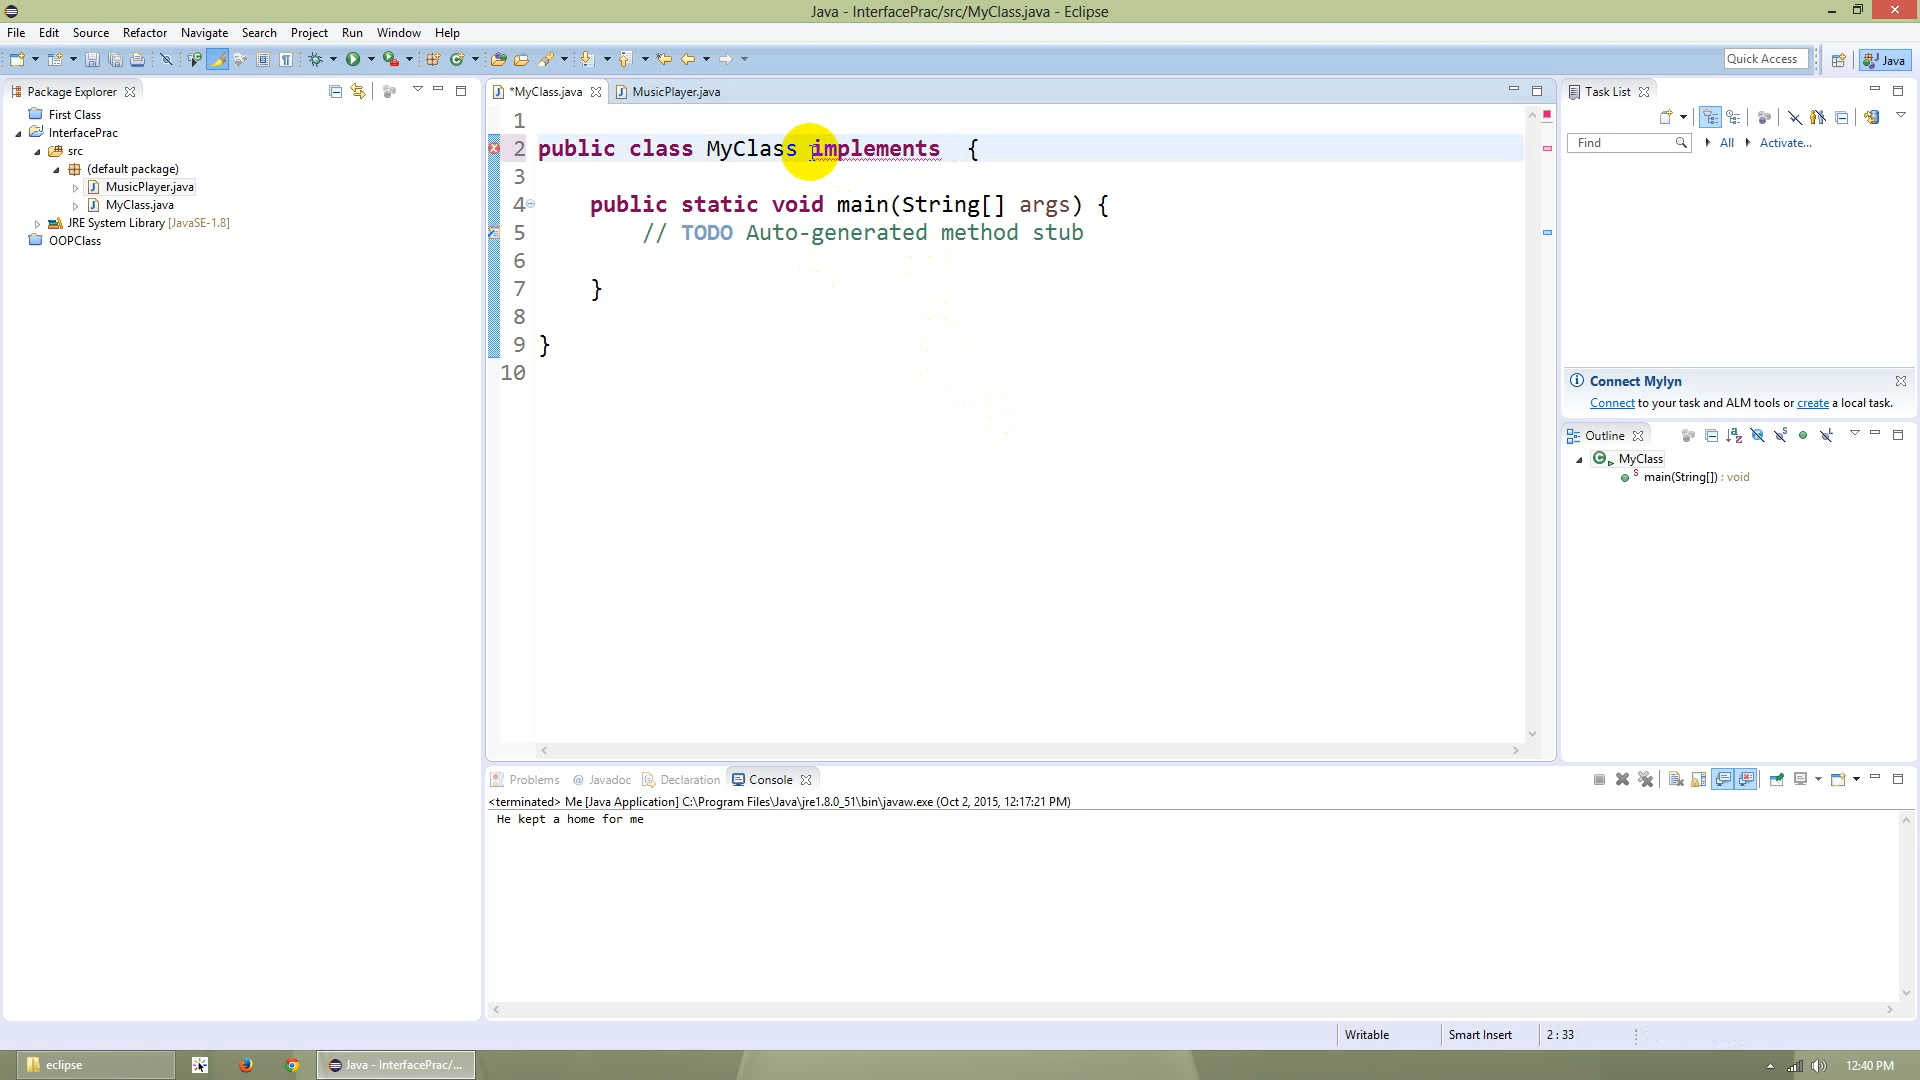 Java - InterfacePrac/src/MyClass.java - Eclipse
File Edit Source Refactor Navigate Search Project Run Window Help
Quick Access
Java
Package Explorer
First Class
InterfacePrac
src
(default package)
MusicPlayer.java
MyClass.java
JRE System Library [JavaSE-1.8]
OOPClass
*MyClass.java
MusicPlayer.java
1
2 public class MyClass implements {
3
4 public static void main(String[] args) {
5 // TODO Auto-generated method stub
6
7 }
8
9 }
10
Task List
Find
All
Activate...
Connect Mylyn
Connect to your task and ALM tools or create a local task.
Outline
MyClass
main(String[]) : void
Problems @ Javadoc Declaration Console
<terminated> Me [Java Application] C:\Program Files\Java\jre1.8.0_51\bin\javaw.exe (Oct 2, 2015, 12:17:21 PM)
He kept a home for me
Writable
Smart Insert
2 : 33
eclipse
Java - InterfacePrac/...
12:40 PM